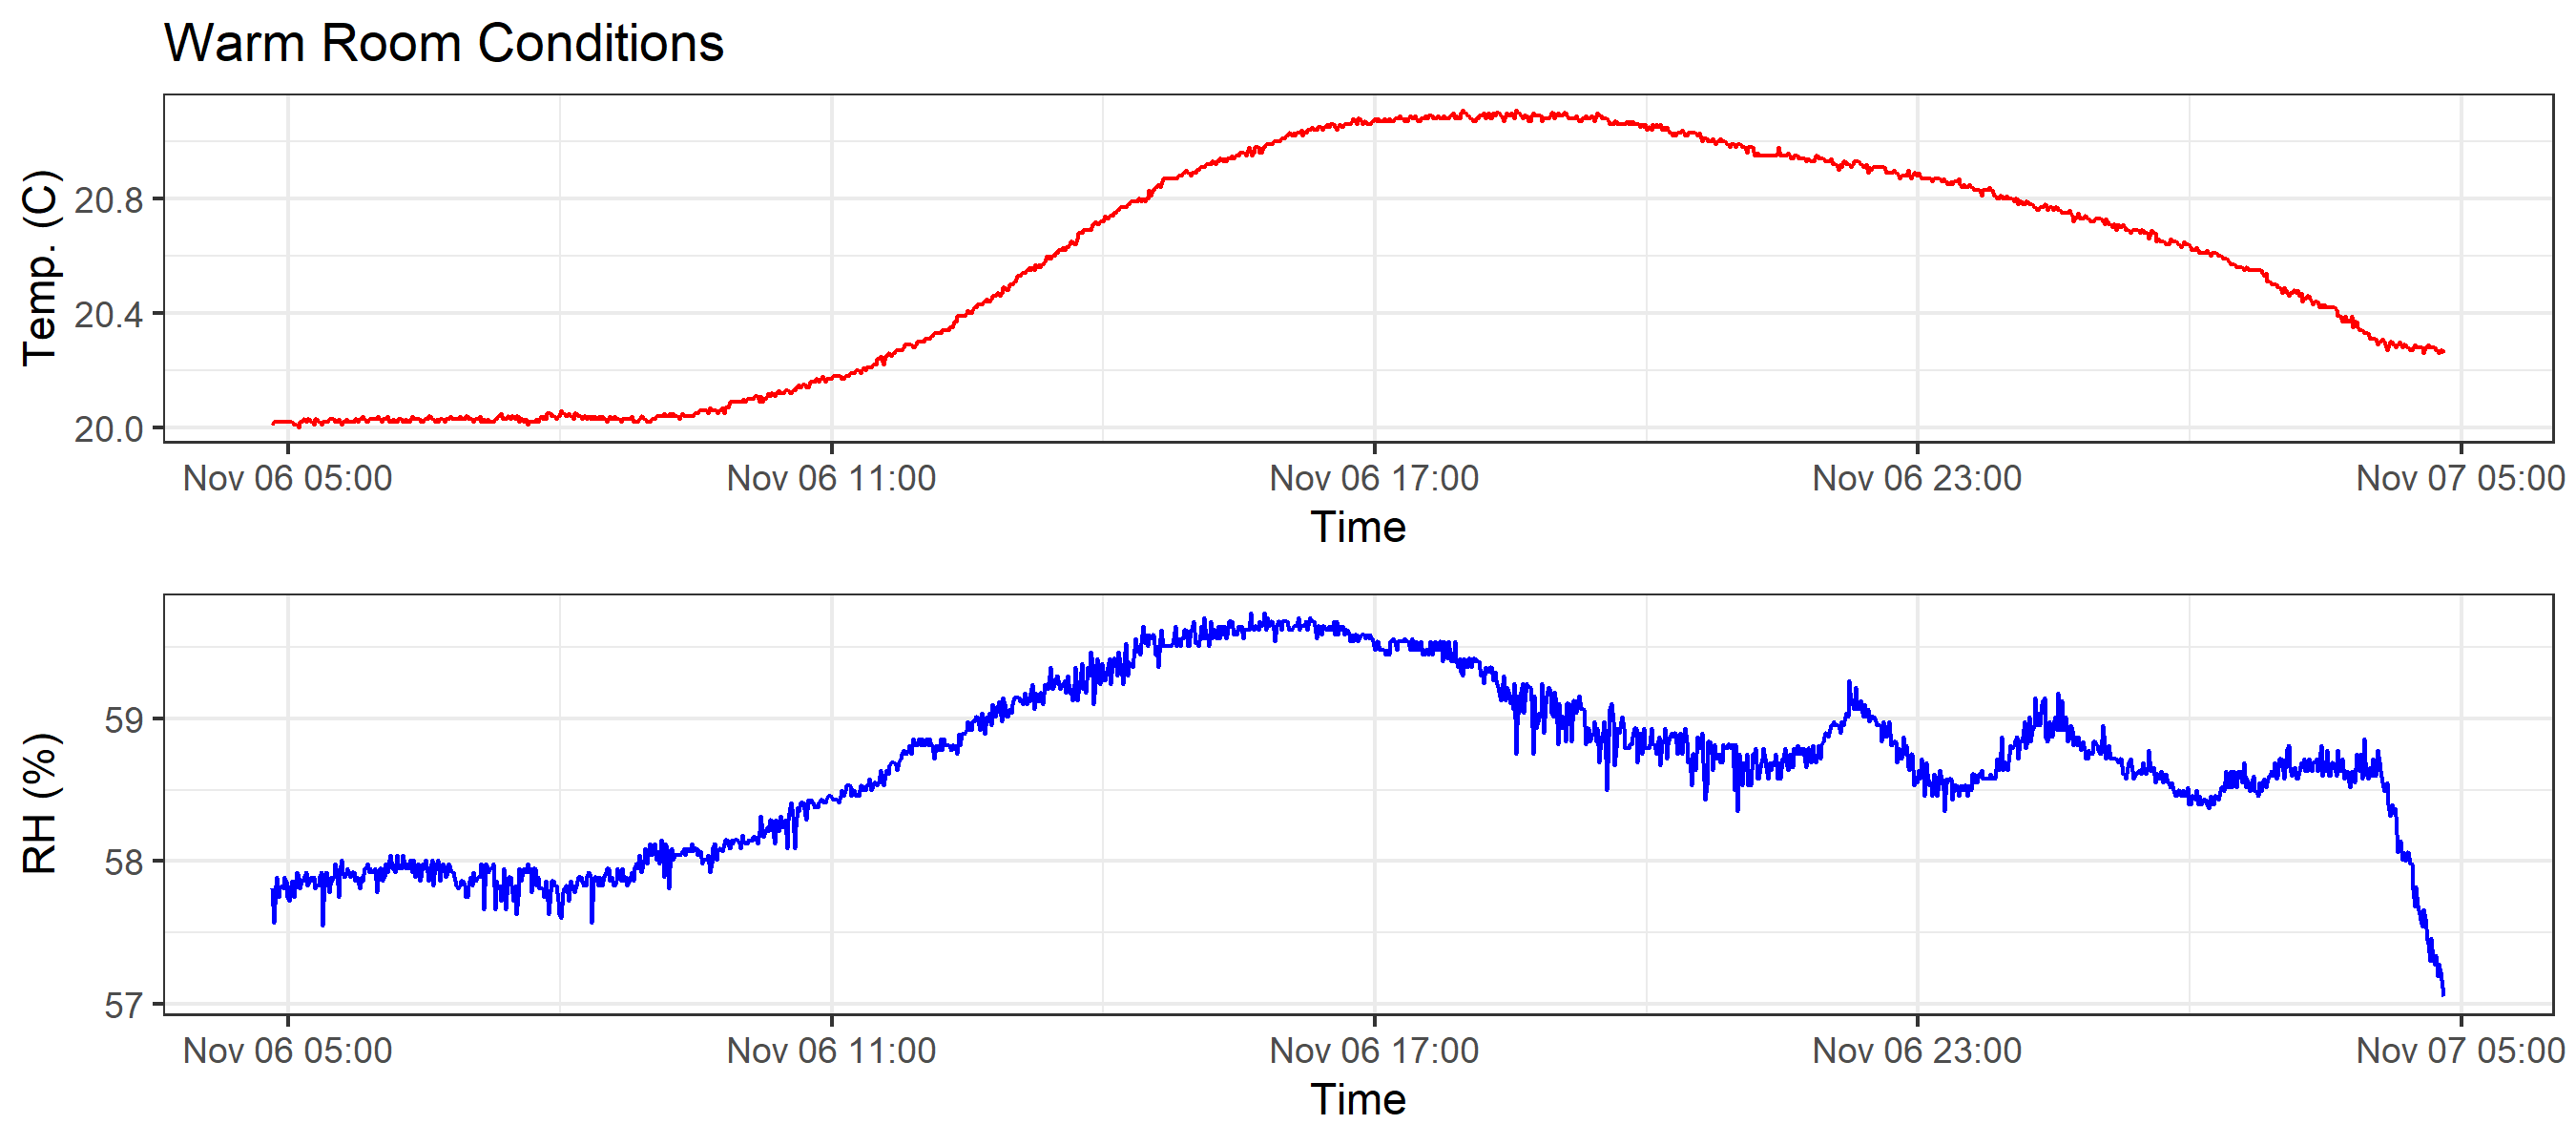 Warm Room Conditions
Temp. (C)
20.8
20.4
20.0
Nov 06 05:00 Nov 06 11:00 Nov 06 17:00 Nov 06 23:00 Nov 07 05:00
Time
RH (%)
59
58
57
Nov 06 05:00 Nov 06 11:00 Nov 06 17:00 Nov 06 23:00 Nov 07 05:00
Time